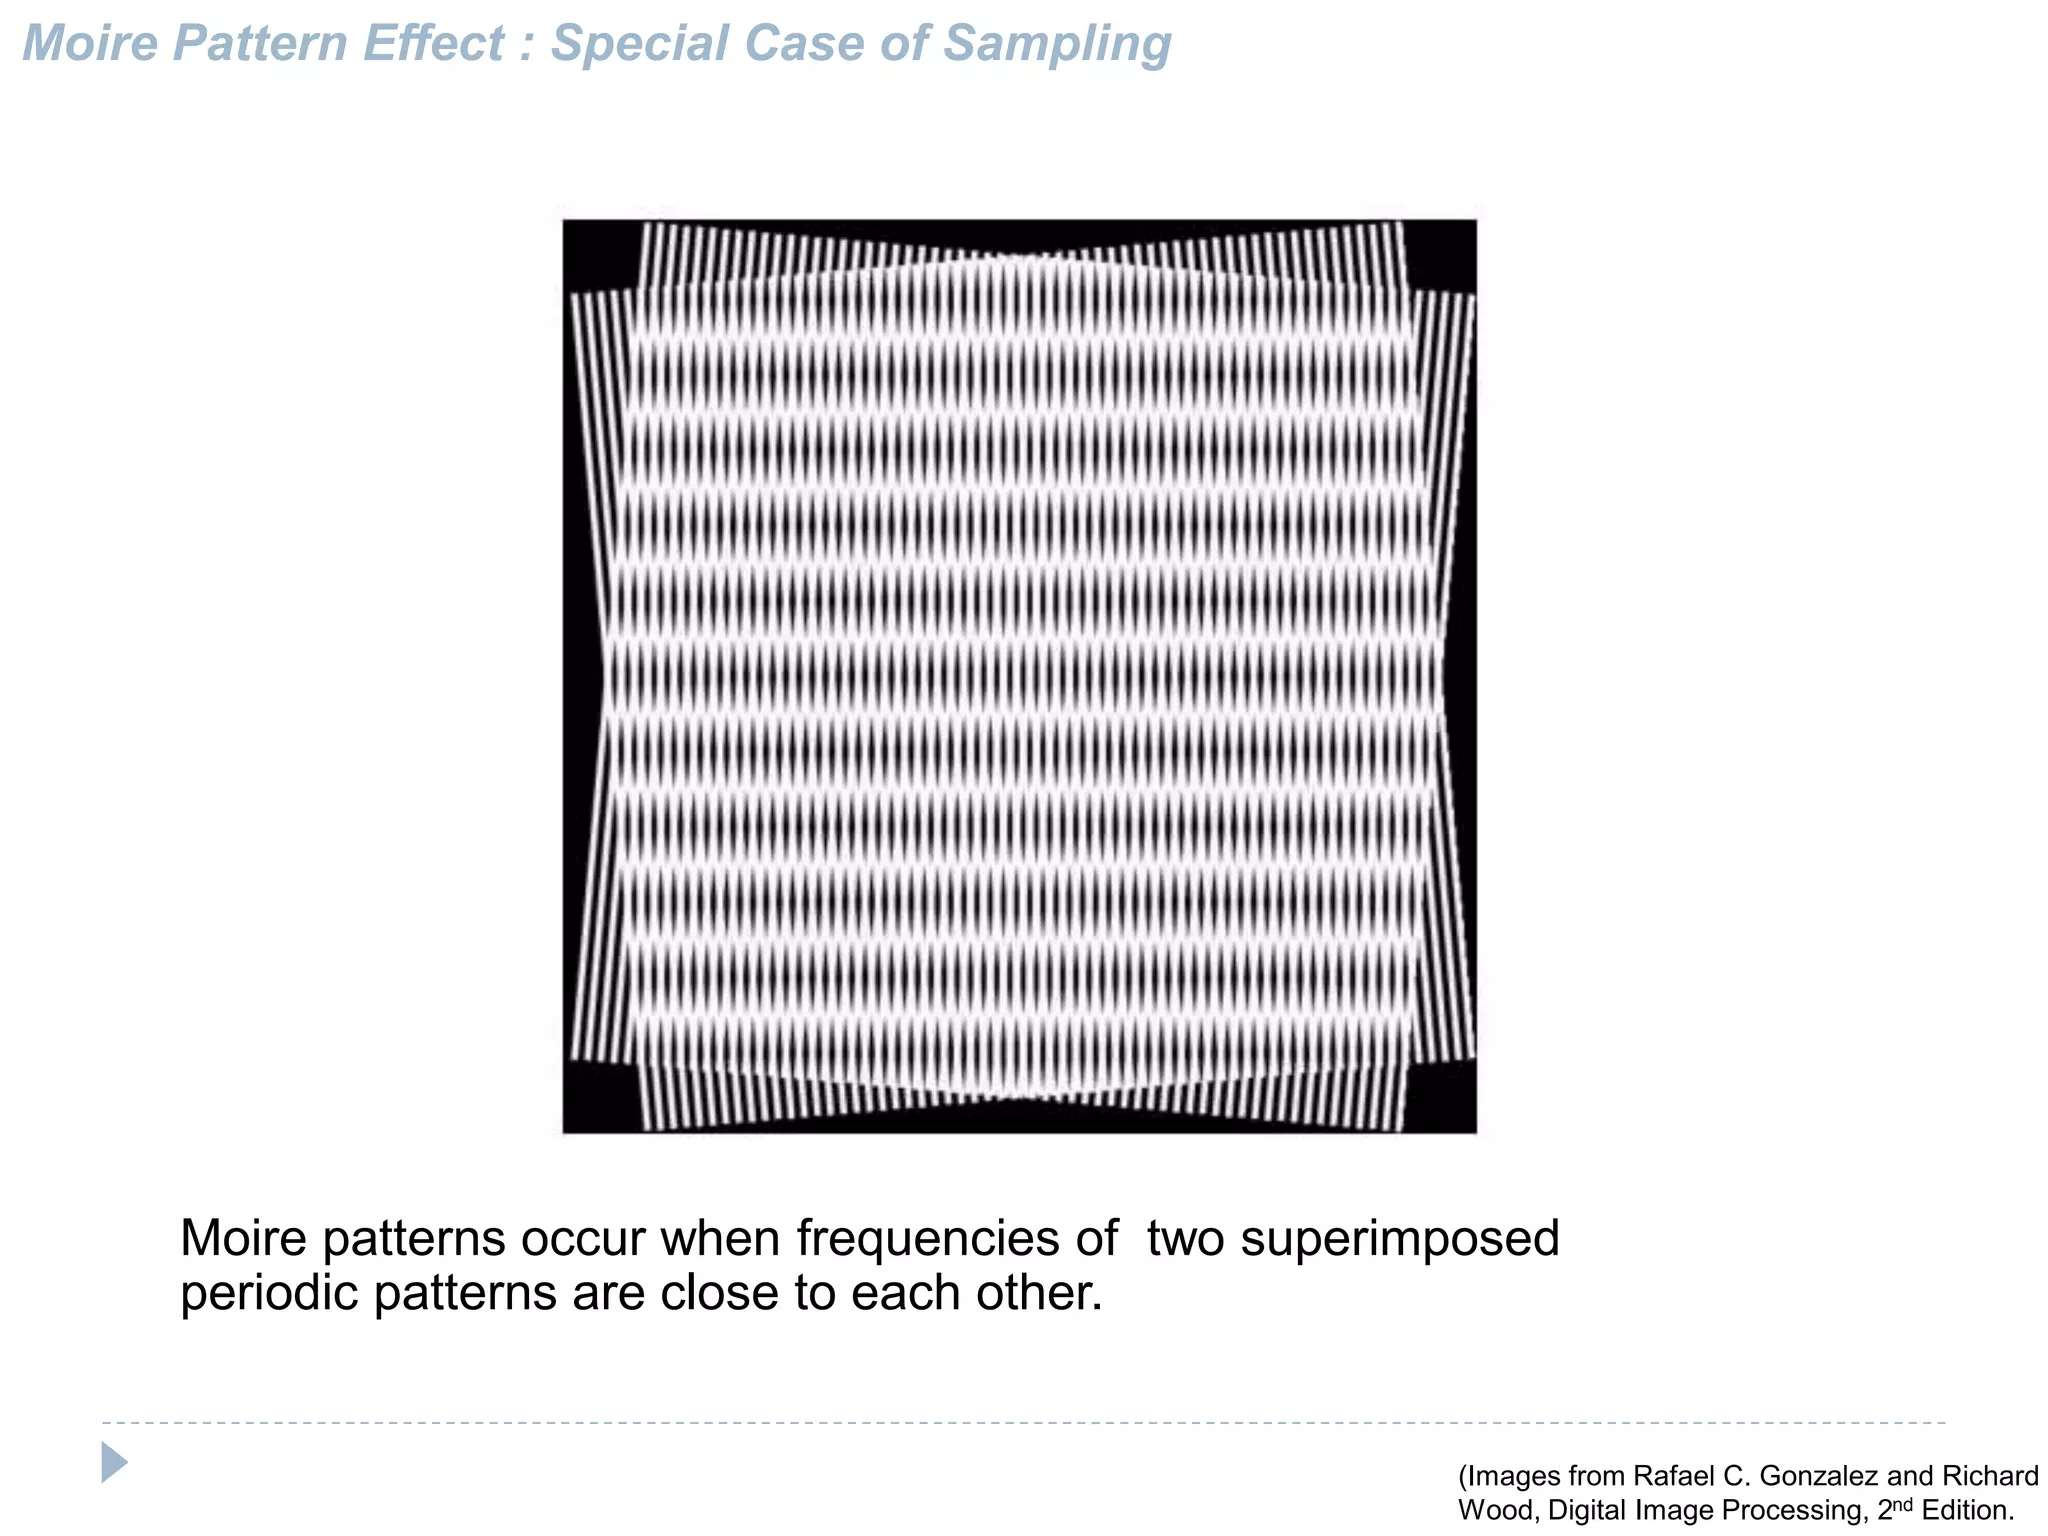 Moire Pattern Effect : Special Case of Sampling
Moire patterns occur when frequencies of  two superimposed
periodic patterns are close to each other.
(Images from Rafael C. Gonzalez and Richard
Wood, Digital Image Processing, 2nd Edition.